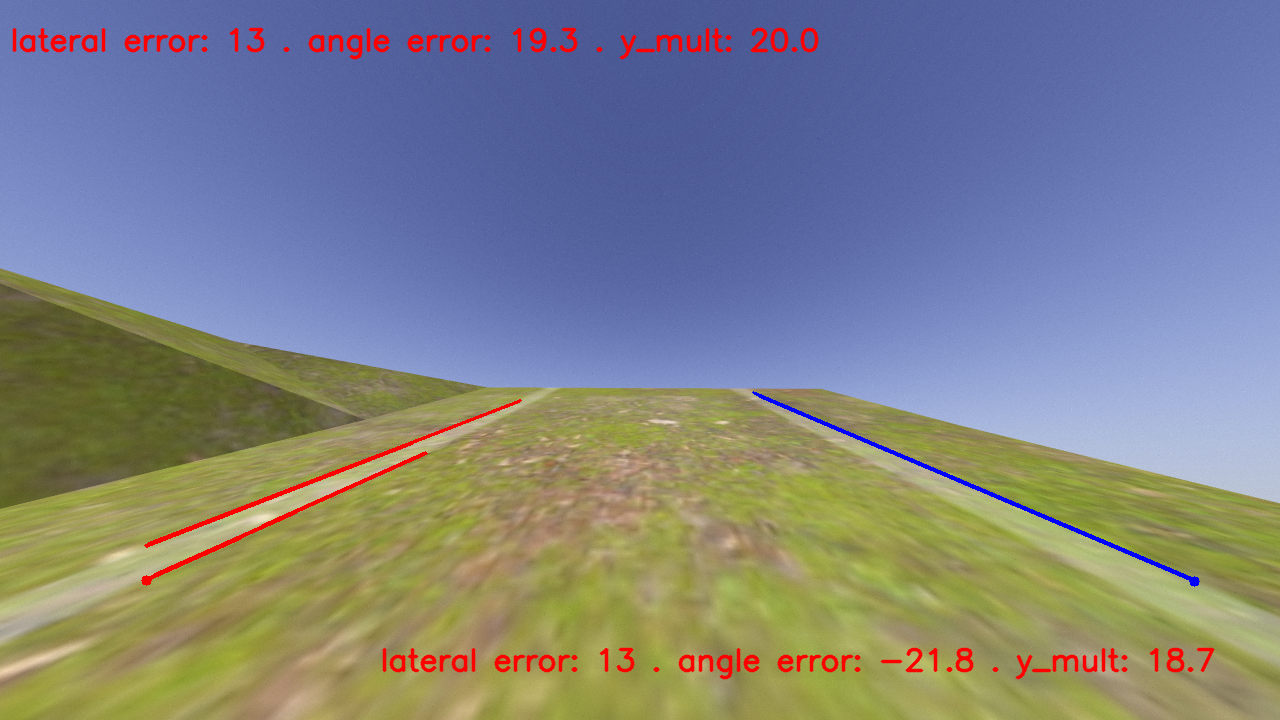 lateral error: 13 . angle error: 19.3 . y_mult: 20.0
lateral error: 13 . angle error: -21.8 . y_mult: 18.7